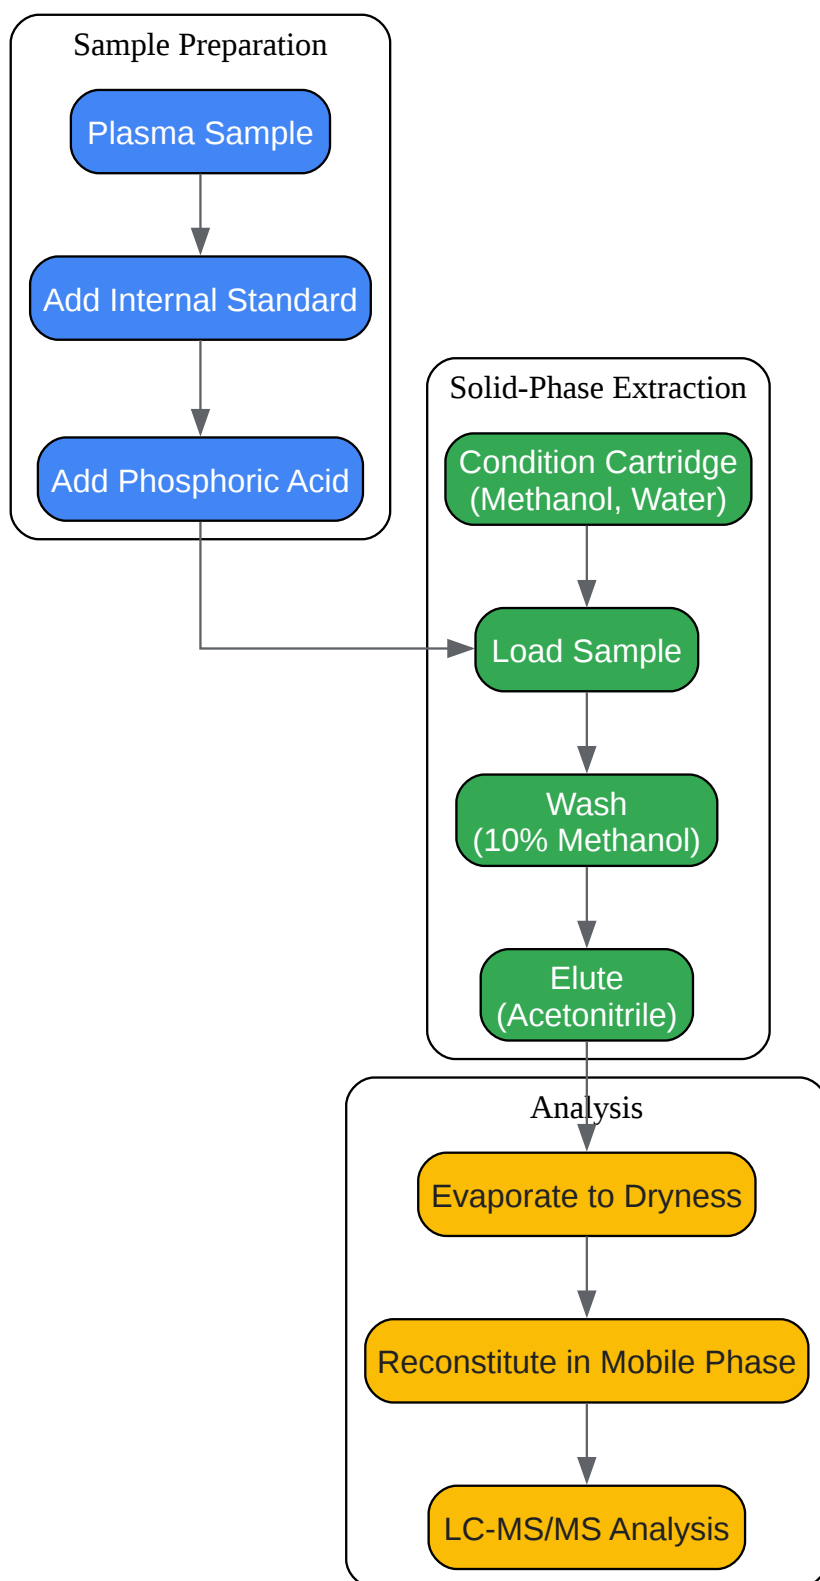 Sample Preparation
Plasma Sample
Add Internal Standard
Add Phosphoric Acid
Solid-Phase Extraction
Condition Cartridge
(Methanol, Water)
Load Sample
Wash
(10% Methanol)
Elute
(Acetonitrile)
Analysis
Evaporate to Dryness
Reconstitute in Mobile Phase
LC-MS/MS Analysis